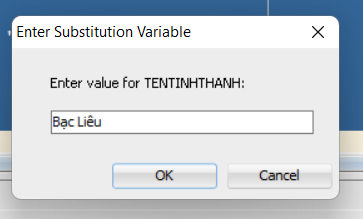 Enter Substitution Variable
Enter value for TENTINHTHANH:
Bạc Liêu
OK Cancel